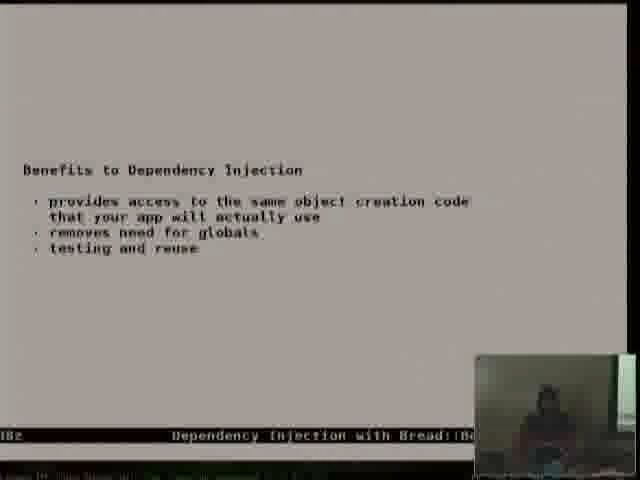 Benefits to Dependency Injection
· provides access to the same object creation code
that your app will actually use
· removes need for globals
· testing and reuse
Dependency Injection with Bread::